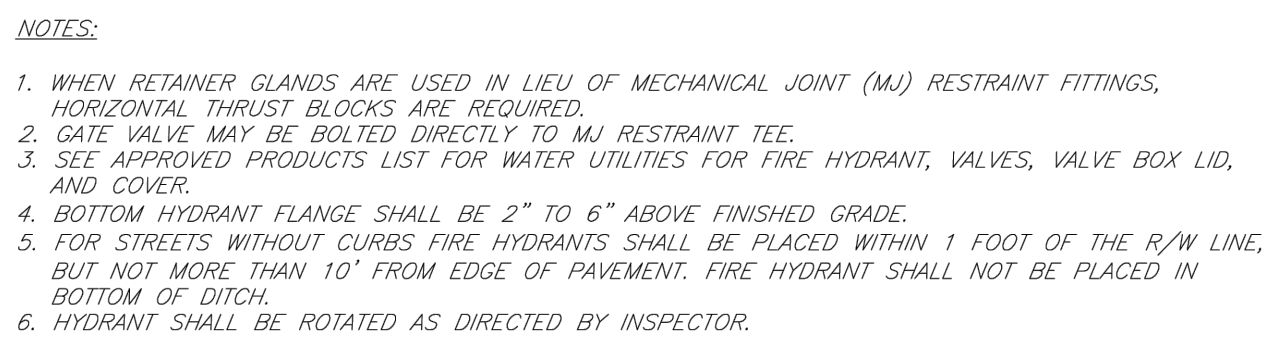 NOTES:
1. WHEN RETAINER GLANDS ARE USED IN LIEU OF MECHANICAL JOINT (MJ) RESTRAINT FITTINGS,
HORIZONTAL THRUST BLOCKS ARE REQUIRED.
2. GATE VALVE MAY BE BOLTED DIRECTLY TO MJ RESTRAINT TEE.
3. SEE APPROVED PRODUCTS LIST FOR WATER UTILITIES FOR FIRE HYDRANT, VALVES, VALVE BOX LID,
AND COVER.
4. BOTTOM HYDRANT FLANGE SHALL BE 2" TO 6" ABOVE FINISHED GRADE.
5. FOR STREETS WITHOUT CURBS FIRE HYDRANTS SHALL BE PLACED WITHIN 1 FOOT OF THE R/W LINE,
BUT NOT MORE THAN 10' FROM EDGE OF PAVEMENT. FIRE HYDRANT SHALL NOT BE PLACED IN
BOTTOM OF DITCH.
6. HYDRANT SHALL BE ROTATED AS DIRECTED BY INSPECTOR.